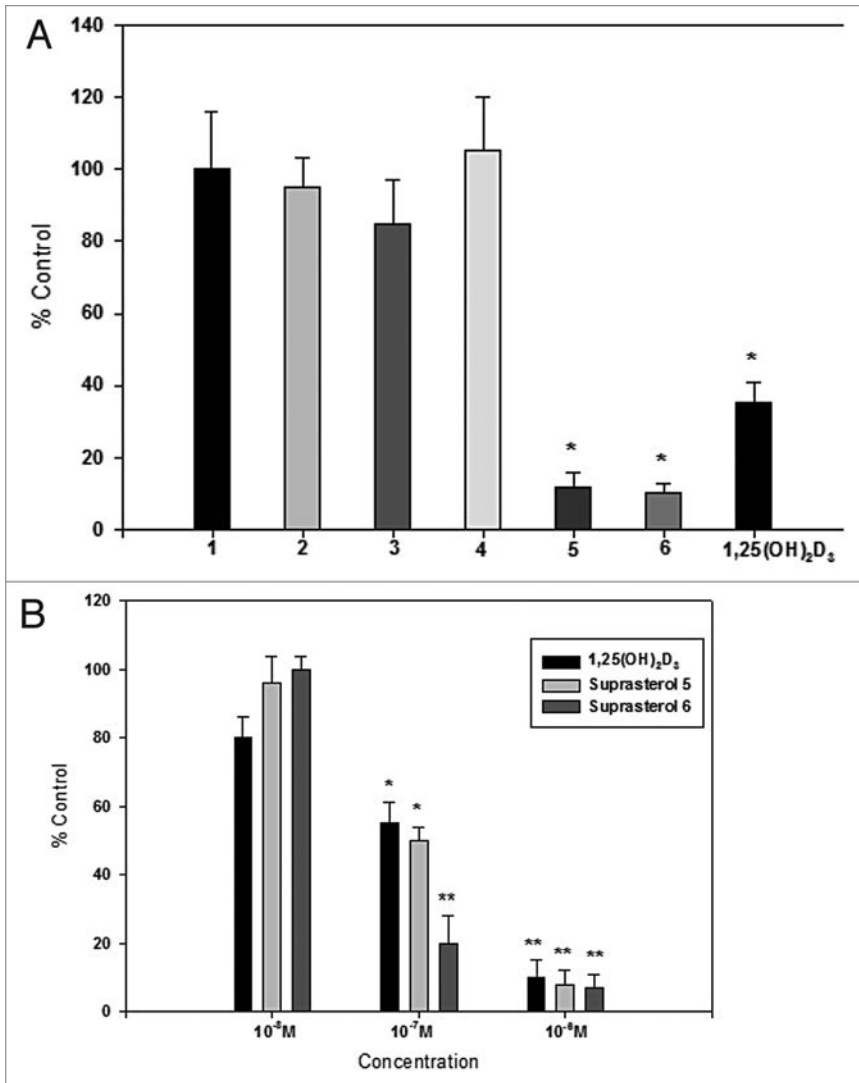 A
140
120
100
80
60
40
20
0
% Control
*
*
*
1 2 3 4 5 6 1,25(OH)₂D₃
B
120
100
80
60
40
20
0
% Control
1,25(OH)₂D₃
Suprasterol 5
Suprasterol 6
* * **
** ** **
10⁻⁸M 10⁻⁷M 10⁻⁶M
Concentration